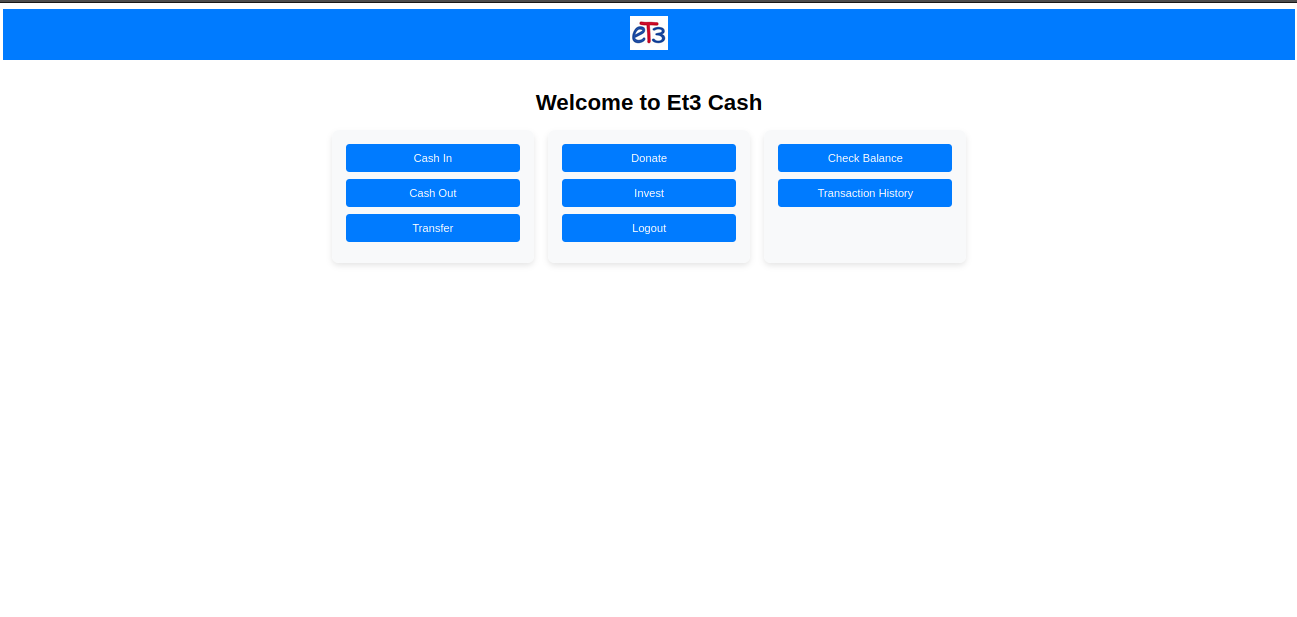 eT3
Welcome to Et3 Cash
Cash In
Cash Out
Transfer
Donate
Invest
Logout
Check Balance
Transaction History